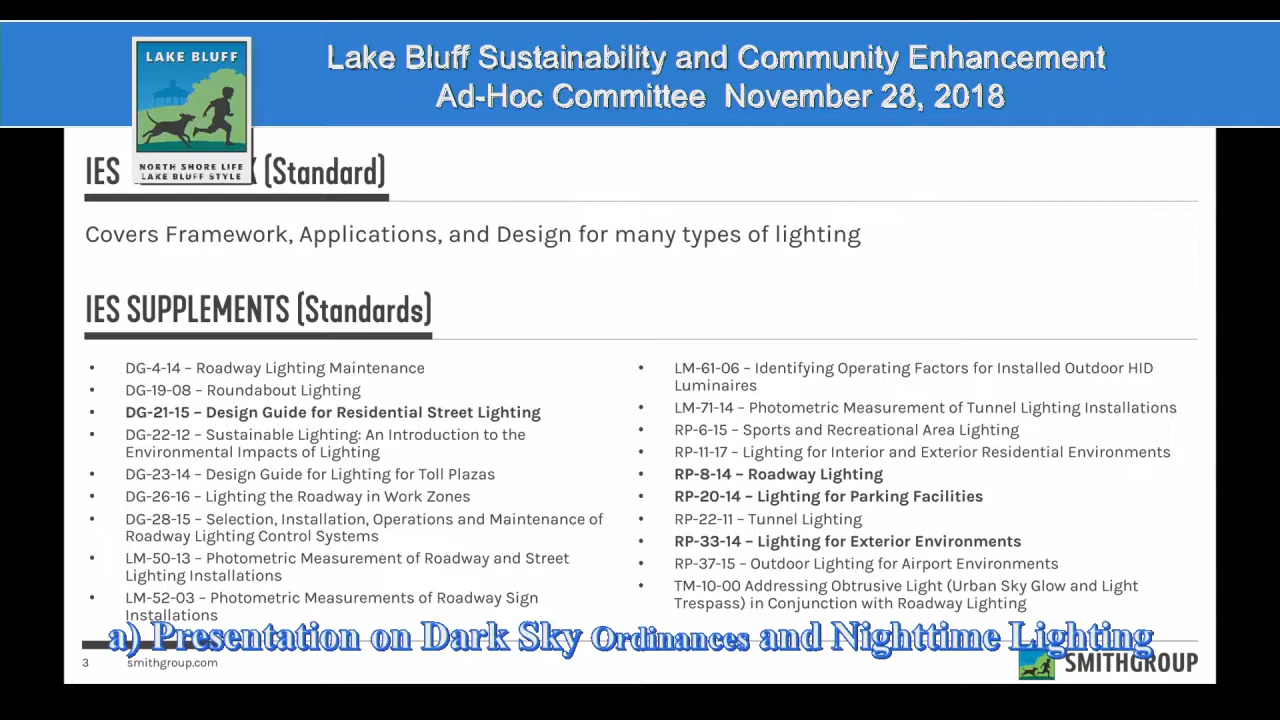 Lake Bluff Sustainability and Community Enhancement
Ad-Hoc Committee November 28, 2018
LAKE BLUFF
NORTH SHORE LIFE
LAKE BLUFF STYLE
IES (Standard)
Covers Framework, Applications, and Design for many types of lighting
IES SUPPLEMENTS (Standards)
• DG-4-14 – Roadway Lighting Maintenance
• DG-19-08 – Roundabout Lighting
• DG-21-15 – Design Guide for Residential Street Lighting
• DG-22-12 – Sustainable Lighting: An Introduction to the
Environmental Impacts of Lighting
• DG-23-14 – Design Guide for Lighting for Toll Plazas
• DG-26-16 – Lighting the Roadway in Work Zones
• DG-28-15 – Selection, Installation, Operations and Maintenance of
Roadway Lighting Control Systems
• LM-50-13 – Photometric Measurement of Roadway and Street
Lighting Installations
• LM-52-03 – Photometric Measurements of Roadway Sign
Installations
• LM-61-06 – Identifying Operating Factors for Installed Outdoor HID
Luminaires
• LM-71-14 – Photometric Measurement of Tunnel Lighting Installations
• RP-6-15 – Sports and Recreational Area Lighting
• RP-11-17 – Lighting for Interior and Exterior Residential Environments
• RP-8-14 – Roadway Lighting
• RP-20-14 – Lighting for Parking Facilities
• RP-22-11 – Tunnel Lighting
• RP-33-14 – Lighting for Exterior Environments
• RP-37-15 – Outdoor Lighting for Airport Environments
• TM-10-00 Addressing Obtrusive Light (Urban Sky Glow and Light
Trespass) in Conjunction with Roadway Lighting
a) Presentation on Dark Sky Ordinances and Nighttime Lighting
3 smithgroup.com
SMITHGROUP